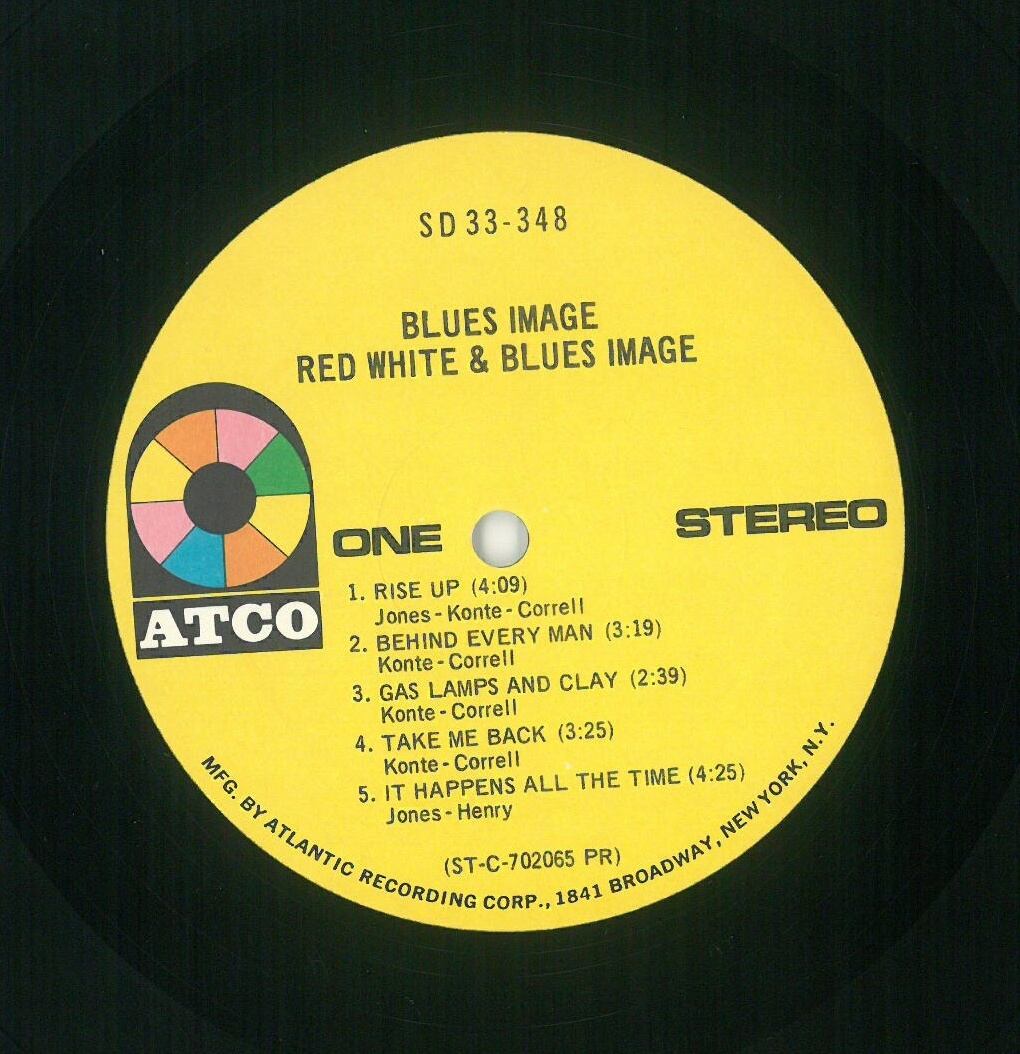 SD 33-348
BLUES IMAGE
RED WHITE & BLUES IMAGE
ATCO
ONE
STEREO
1. RISE UP (4:09)
Jones - Konte - Correll
2. BEHIND EVERY MAN (3:19)
Konte - Correll
3. GAS LAMPS AND CLAY (2:39)
Konte - Correll
4. TAKE ME BACK (3:25)
Konte - Correll
5. IT HAPPENS ALL THE TIME (4:25)
Jones - Henry
(ST-C-702065 PR)
MFG. BY ATLANTIC RECORDING CORP., 1841 BROADWAY, NEW YORK, N.Y.